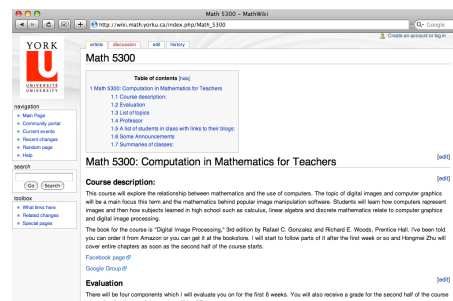 Math 5300 - MathWiki
http://wiki.math.yorku.ca/index.php/Math_5300
Google
Create an account or log in
YORK
U
UNIVERSITÉ
UNIVERSITY
article discussion edit history
Math 5300
Table of contents [hide]
1 Math 5300: Computation in Mathematics for Teachers
1.1 Course description:
1.2 Evaluation
1.3 List of topics
1.4 Professor
1.5 A list of students in class with links to their blogs:
1.6 Some Announcements
1.7 Summaries of classes:
navigation
Main Page
Community portal
Current events
Recent changes
Random page
Help
search
Go Search
toolbox
What links here
Related changes
Special pages
Math 5300: Computation in Mathematics for Teachers [edit]
Course description: [edit]
This course will explore the relationship between mathematics and the use of computers. The topic of digital images and computer graphics
will be a main focus this term and the mathematics behind popular image manipulation software. Students will learn how computers represent
images and then how subjects learned in high school such as calculus, linear algebra and discrete mathematics relate to computer graphics
and digital image processing.
The book for the course is "Digital Image Processing," 3rd edition by Rafael C. Gonzalez and Richard E. Woods, Prentice Hall. I've been told
you can order it from Amazon or you can get it at the bookstore. I will start to follow parts of it after the first week or so and Hongmei Zhu will
cover entire chapters as soon as the second half of the course starts.
Facebook page
Google Group
Evaluation [edit]
There will be four components which I will evaluate you on for the first 6 weeks. You will also receive a grade for the second half of the course